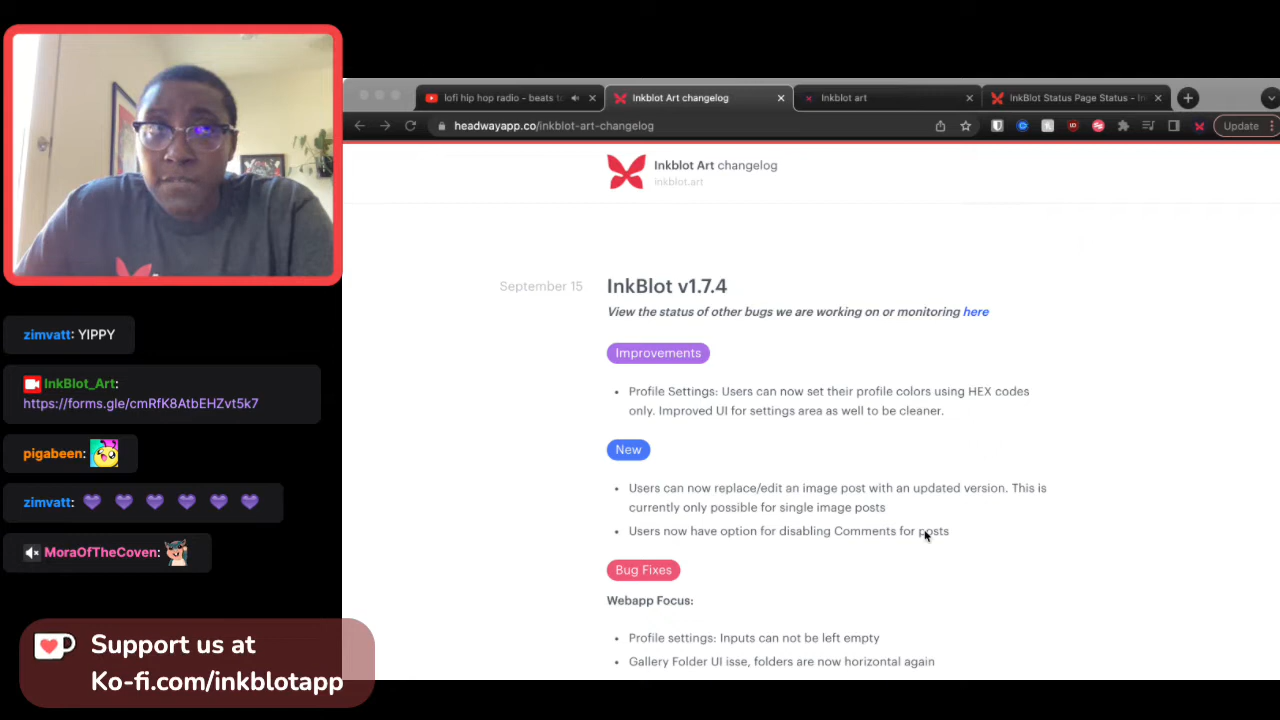 zimvatt: YIPPY
InkBlot_Art:
https://forms.gle/cmRfK8AtbEHZvt5k7
pigabeen:
zimvatt:
MoraOfTheCoven:
Support us at
Ko-fi.com/inkblotapp
lofi hip hop radio - beats to
Inkblot Art changelog
Inkblot art
InkBlot Status Page Status - In
headwayapp.co/inkblot-art-changelog
Update
Inkblot Art changelog
inkblot.art
September 15
InkBlot v1.7.4
View the status of other bugs we are working on or monitoring here
Improvements
• Profile Settings: Users can now set their profile colors using HEX codes
only. Improved UI for settings area as well to be cleaner.
New
• Users can now replace/edit an image post with an updated version. This is
currently only possible for single image posts
• Users now have option for disabling Comments for posts
Bug Fixes
Webapp Focus:
• Profile settings: Inputs can not be left empty
• Gallery Folder UI isse, folders are now horizontal again